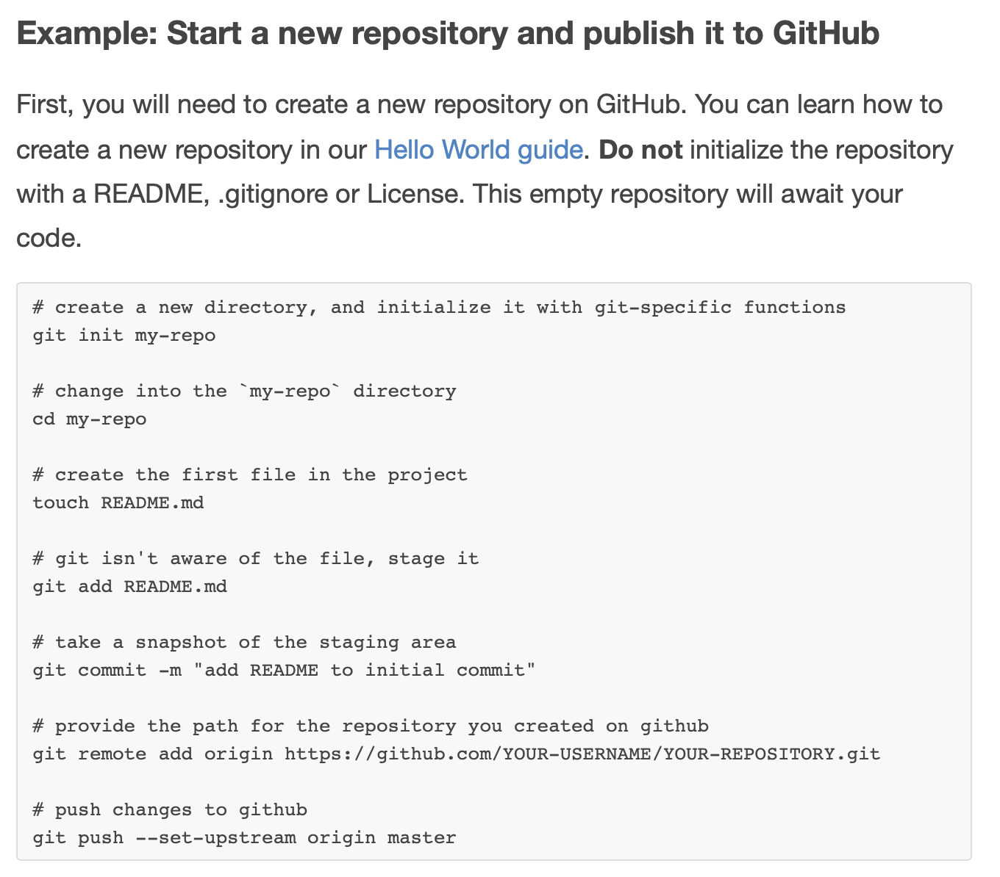 Example: Start a new repository and publish it to GitHub
First, you will need to create a new repository on GitHub. You can learn how to
create a new repository in our Hello World guide. Do not initialize the repository
with a README, .gitignore or License. This empty repository will await your
code.
# create a new directory, and initialize it with git-specific functions
git init my-repo
# change into the `my-repo` directory
cd my-repo
# create the first file in the project
touch README.md
# git isn't aware of the file, stage it
git add README.md
# take a snapshot of the staging area
git commit -m "add README to initial commit"
# provide the path for the repository you created on github
git remote add origin https://github.com/YOUR-USERNAME/YOUR-REPOSITORY.git
# push changes to github
git push --set-upstream origin master